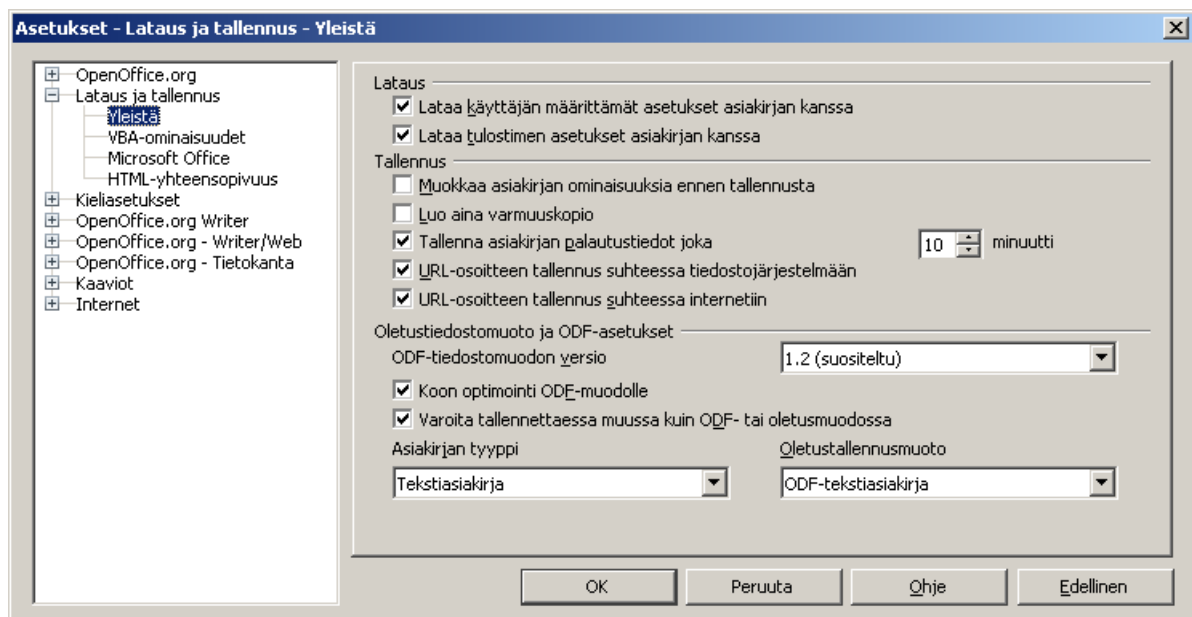 Asetukset - Lataus ja tallennus - Yleistä
OpenOffice.org
Lataus ja tallennus
Yleistä
VBA-ominaisuudet
Microsoft Office
HTML-yhteensopivuus
Kieliasetukset
OpenOffice.org Writer
OpenOffice.org - Writer/Web
OpenOffice.org - Tietokanta
Kaaviot
Internet
Lataus
Lataa käyttäjän määrittämät asetukset asiakirjan kanssa
Lataa tulostimen asetukset asiakirjan kanssa
Tallennus
Muokkaa asiakirjan ominaisuuksia ennen tallennusta
Luo aina varmuuskopio
Tallenna asiakirjan palautustiedot joka 10 minuutti
URL-osoitteen tallennus suhteessa tiedostojärjestelmään
URL-osoitteen tallennus suhteessa internetiin
Oletustiedostomuoto ja ODF-asetukset
ODF-tiedostomuodon versio 1.2 (suositeltu)
Koon optimointi ODF-muodolle
Varoita tallennettaessa muussa kuin ODF- tai oletusmuodossa
Asiakirjan tyyppi Oletustallennusmuoto
Tekstiasiakirja ODF-tekstiasiakirja
OK Peruuta Ohje Edellinen